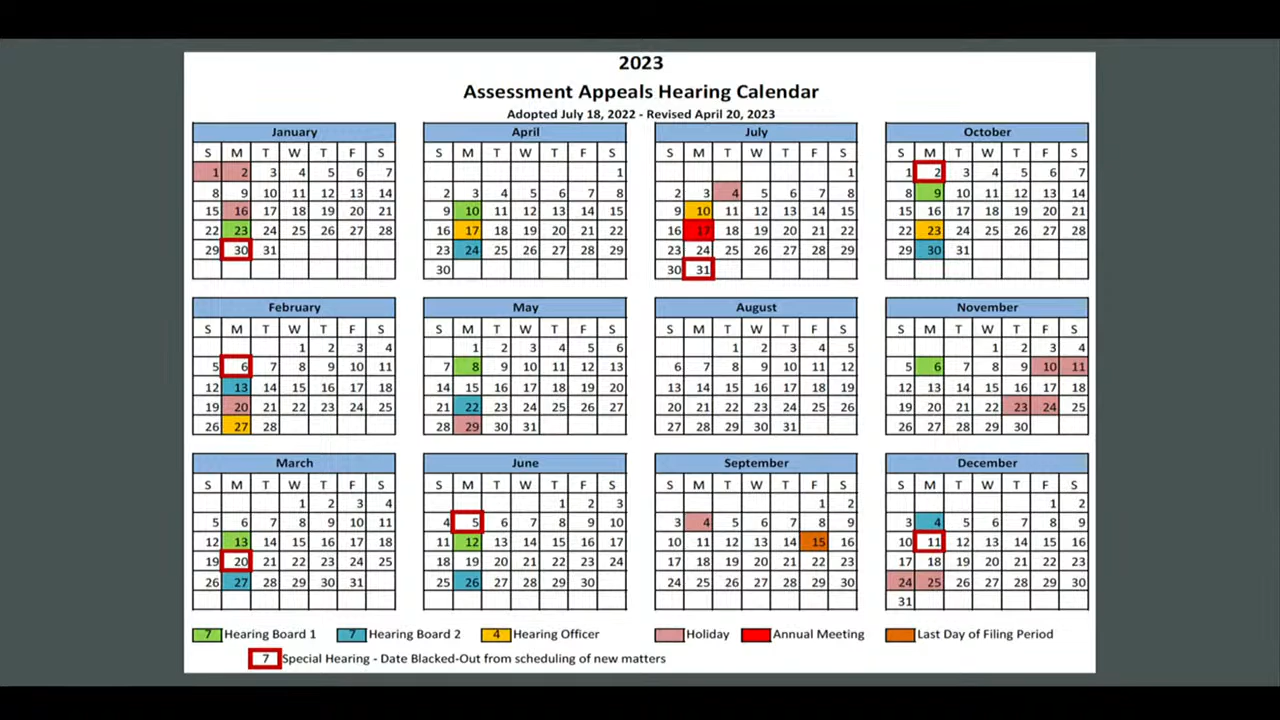 2023
Assessment Appeals Hearing Calendar
Adopted July 18, 2022 - Revised April 20, 2023
January
S M T W T F S
1 2 3 4 5 6 7
8 9 10 11 12 13 14
15 16 17 18 19 20 21
22 23 24 25 26 27 28
29 30 31
April
S M T W T F S
1
2 3 4 5 6 7 8
9 10 11 12 13 14 15
16 17 18 19 20 21 22
23 24 25 26 27 28 29
30
July
S M T W T F S
1
2 3 4 5 6 7 8
9 10 11 12 13 14 15
16 17 18 19 20 21 22
23 24 25 26 27 28 29
30 31
October
S M T W T F S
1 2 3 4 5 6 7
8 9 10 11 12 13 14
15 16 17 18 19 20 21
22 23 24 25 26 27 28
29 30 31
February
S M T W T F S
1 2 3 4
5 6 7 8 9 10 11
12 13 14 15 16 17 18
19 20 21 22 23 24 25
26 27 28
May
S M T W T F S
1 2 3 4 5 6
7 8 9 10 11 12 13
14 15 16 17 18 19 20
21 22 23 24 25 26 27
28 29 30 31
August
S M T W T F S
1 2 3 4 5
6 7 8 9 10 11 12
13 14 15 16 17 18 19
20 21 22 23 24 25 26
27 28 29 30 31
November
S M T W T F S
1 2 3 4
5 6 7 8 9 10 11
12 13 14 15 16 17 18
19 20 21 22 23 24 25
26 27 28 29 30
March
S M T W T F S
1 2 3 4
5 6 7 8 9 10 11
12 13 14 15 16 17 18
19 20 21 22 23 24 25
26 27 28 29 30 31
June
S M T W T F S
1 2 3
4 5 6 7 8 9 10
11 12 13 14 15 16 17
18 19 20 21 22 23 24
25 26 27 28 29 30
September
S M T W T F S
1 2
3 4 5 6 7 8 9
10 11 12 13 14 15 16
17 18 19 20 21 22 23
24 25 26 27 28 29 30
December
S M T W T F S
1 2
3 4 5 6 7 8 9
10 11 12 13 14 15 16
17 18 19 20 21 22 23
24 25 26 27 28 29 30
31
7 Hearing Board 1 7 Hearing Board 2 4 Hearing Officer Holiday Annual Meeting Last Day of Filing Period
7 Special Hearing - Date Blacked-Out from scheduling of new matters